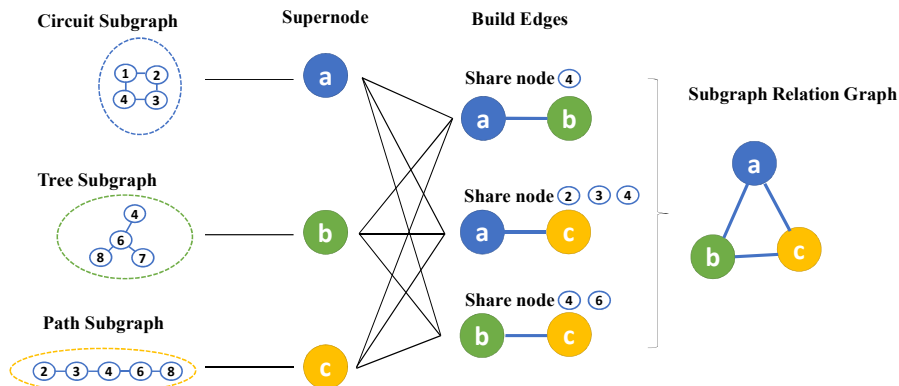 Circuit Subgraph
Supernode
Build Edges
1 2
4 3
a
Share node 4
a b
Subgraph Relation Graph
a
b c
Tree Subgraph
4
6
8 7
b
Share node 2 3 4
a c
Path Subgraph
2 3 4 6 8
c
Share node 4 6
b c